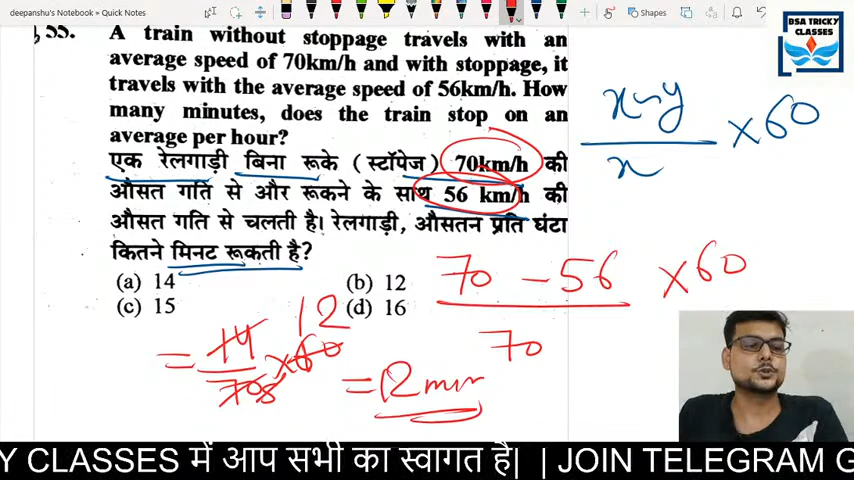 deepanshu's Notebook » Quick Notes
Shapes
BSA TRICKY
CLASSES
55.
A train without stoppage travels with an
average speed of 70km/h and with stoppage, it
travels with the average speed of 56km/h. How
many minutes, does the train stop on an
average per hour?
एक रेलगाड़ी बिना रूके (स्टॉपेज) 70km/h की
औसत गति से और रूकने के साथ 56 km/h की
औसत गति से चलती है। रेलगाड़ी, औसतन प्रति घंटा
कितने मिनट रूकती है?
(a) 14 (b) 12
(c) 15 (d) 16
x-y
x
×60
70 - 56 ×60
70
12
= 14 ×60
70 5
= 12 min
Y CLASSES में आप सभी का स्वागत है| | JOIN TELEGRAM G